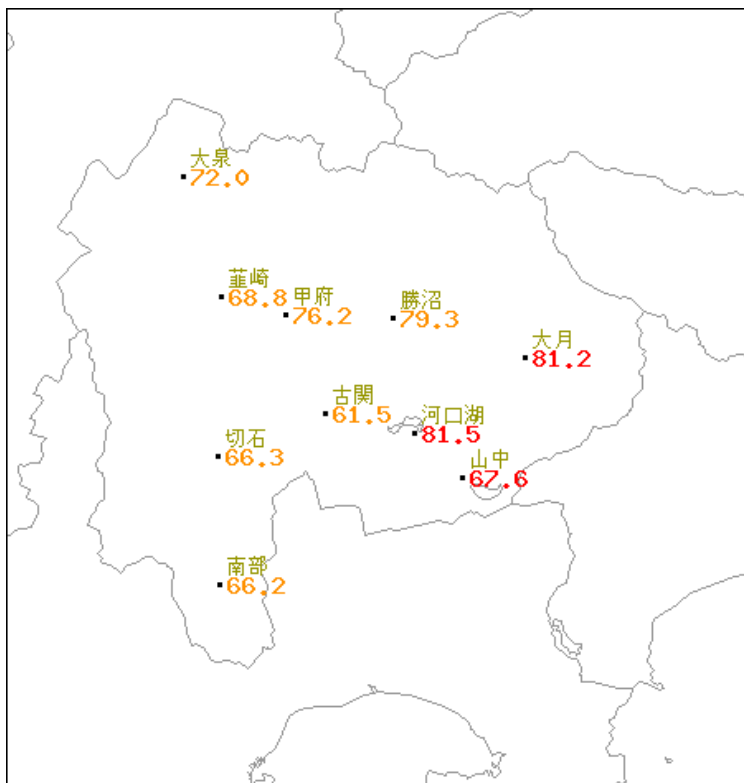 大泉
72.0
韮崎
68.8
甲府
76.2
勝沼
79.3
大月
81.2
古関
61.5
河口湖
81.5
切石
66.3
山中
67.6
南部
66.2